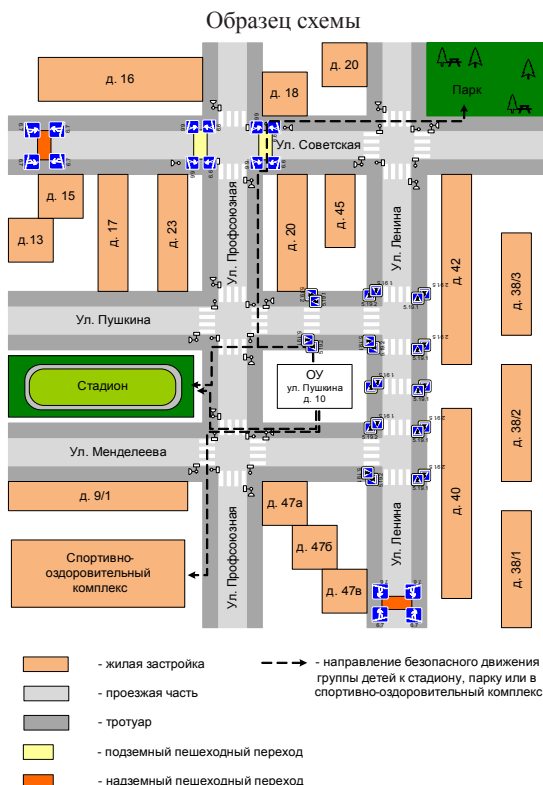 Образец схемы
д. 16
д. 20
д. 18
Парк
Ул. Советская
д. 15
д. 13
д. 17
д. 23
Ул. Профсоюзная
д. 20
д. 45
Ул. Ленина
д. 42
д. 38/3
Ул. Пушкина
Стадион
ОУ
ул. Пушкина
д. 10
д. 38/2
Ул. Менделеева
д. 9/1
д. 47а
д. 47б
д. 47в
Ул. Профсоюзная
Ул. Ленина
д. 40
д. 38/1
Спортивно-
оздоровительный
комплекс
- жилая застройка
- проезжая часть
- тротуар
- подземный пешеходный переход
- надземный пешеходный переход
- направление безопасного движения
группы детей к стадиону, парку или в
спортивно-оздоровительный комплекс